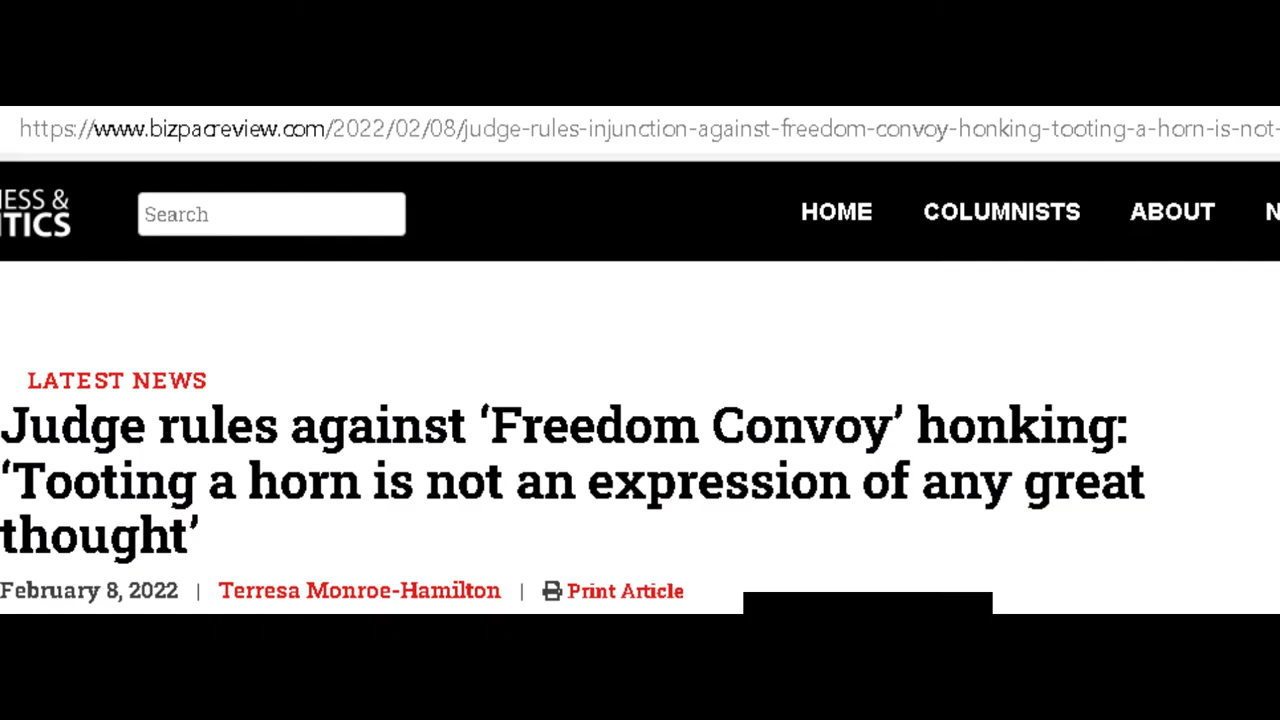 https://www.bizpacreview.com/2022/02/08/judge-rules-injunction-against-freedom-convoy-honking-tooting-a-horn-is-not-
ESS &
ITICS
Search
HOME COLUMNISTS ABOUT N
LATEST NEWS
Judge rules against ‘Freedom Convoy’ honking:
‘Tooting a horn is not an expression of any great
thought’
February 8, 2022 | Terresa Monroe-Hamilton | Print Article